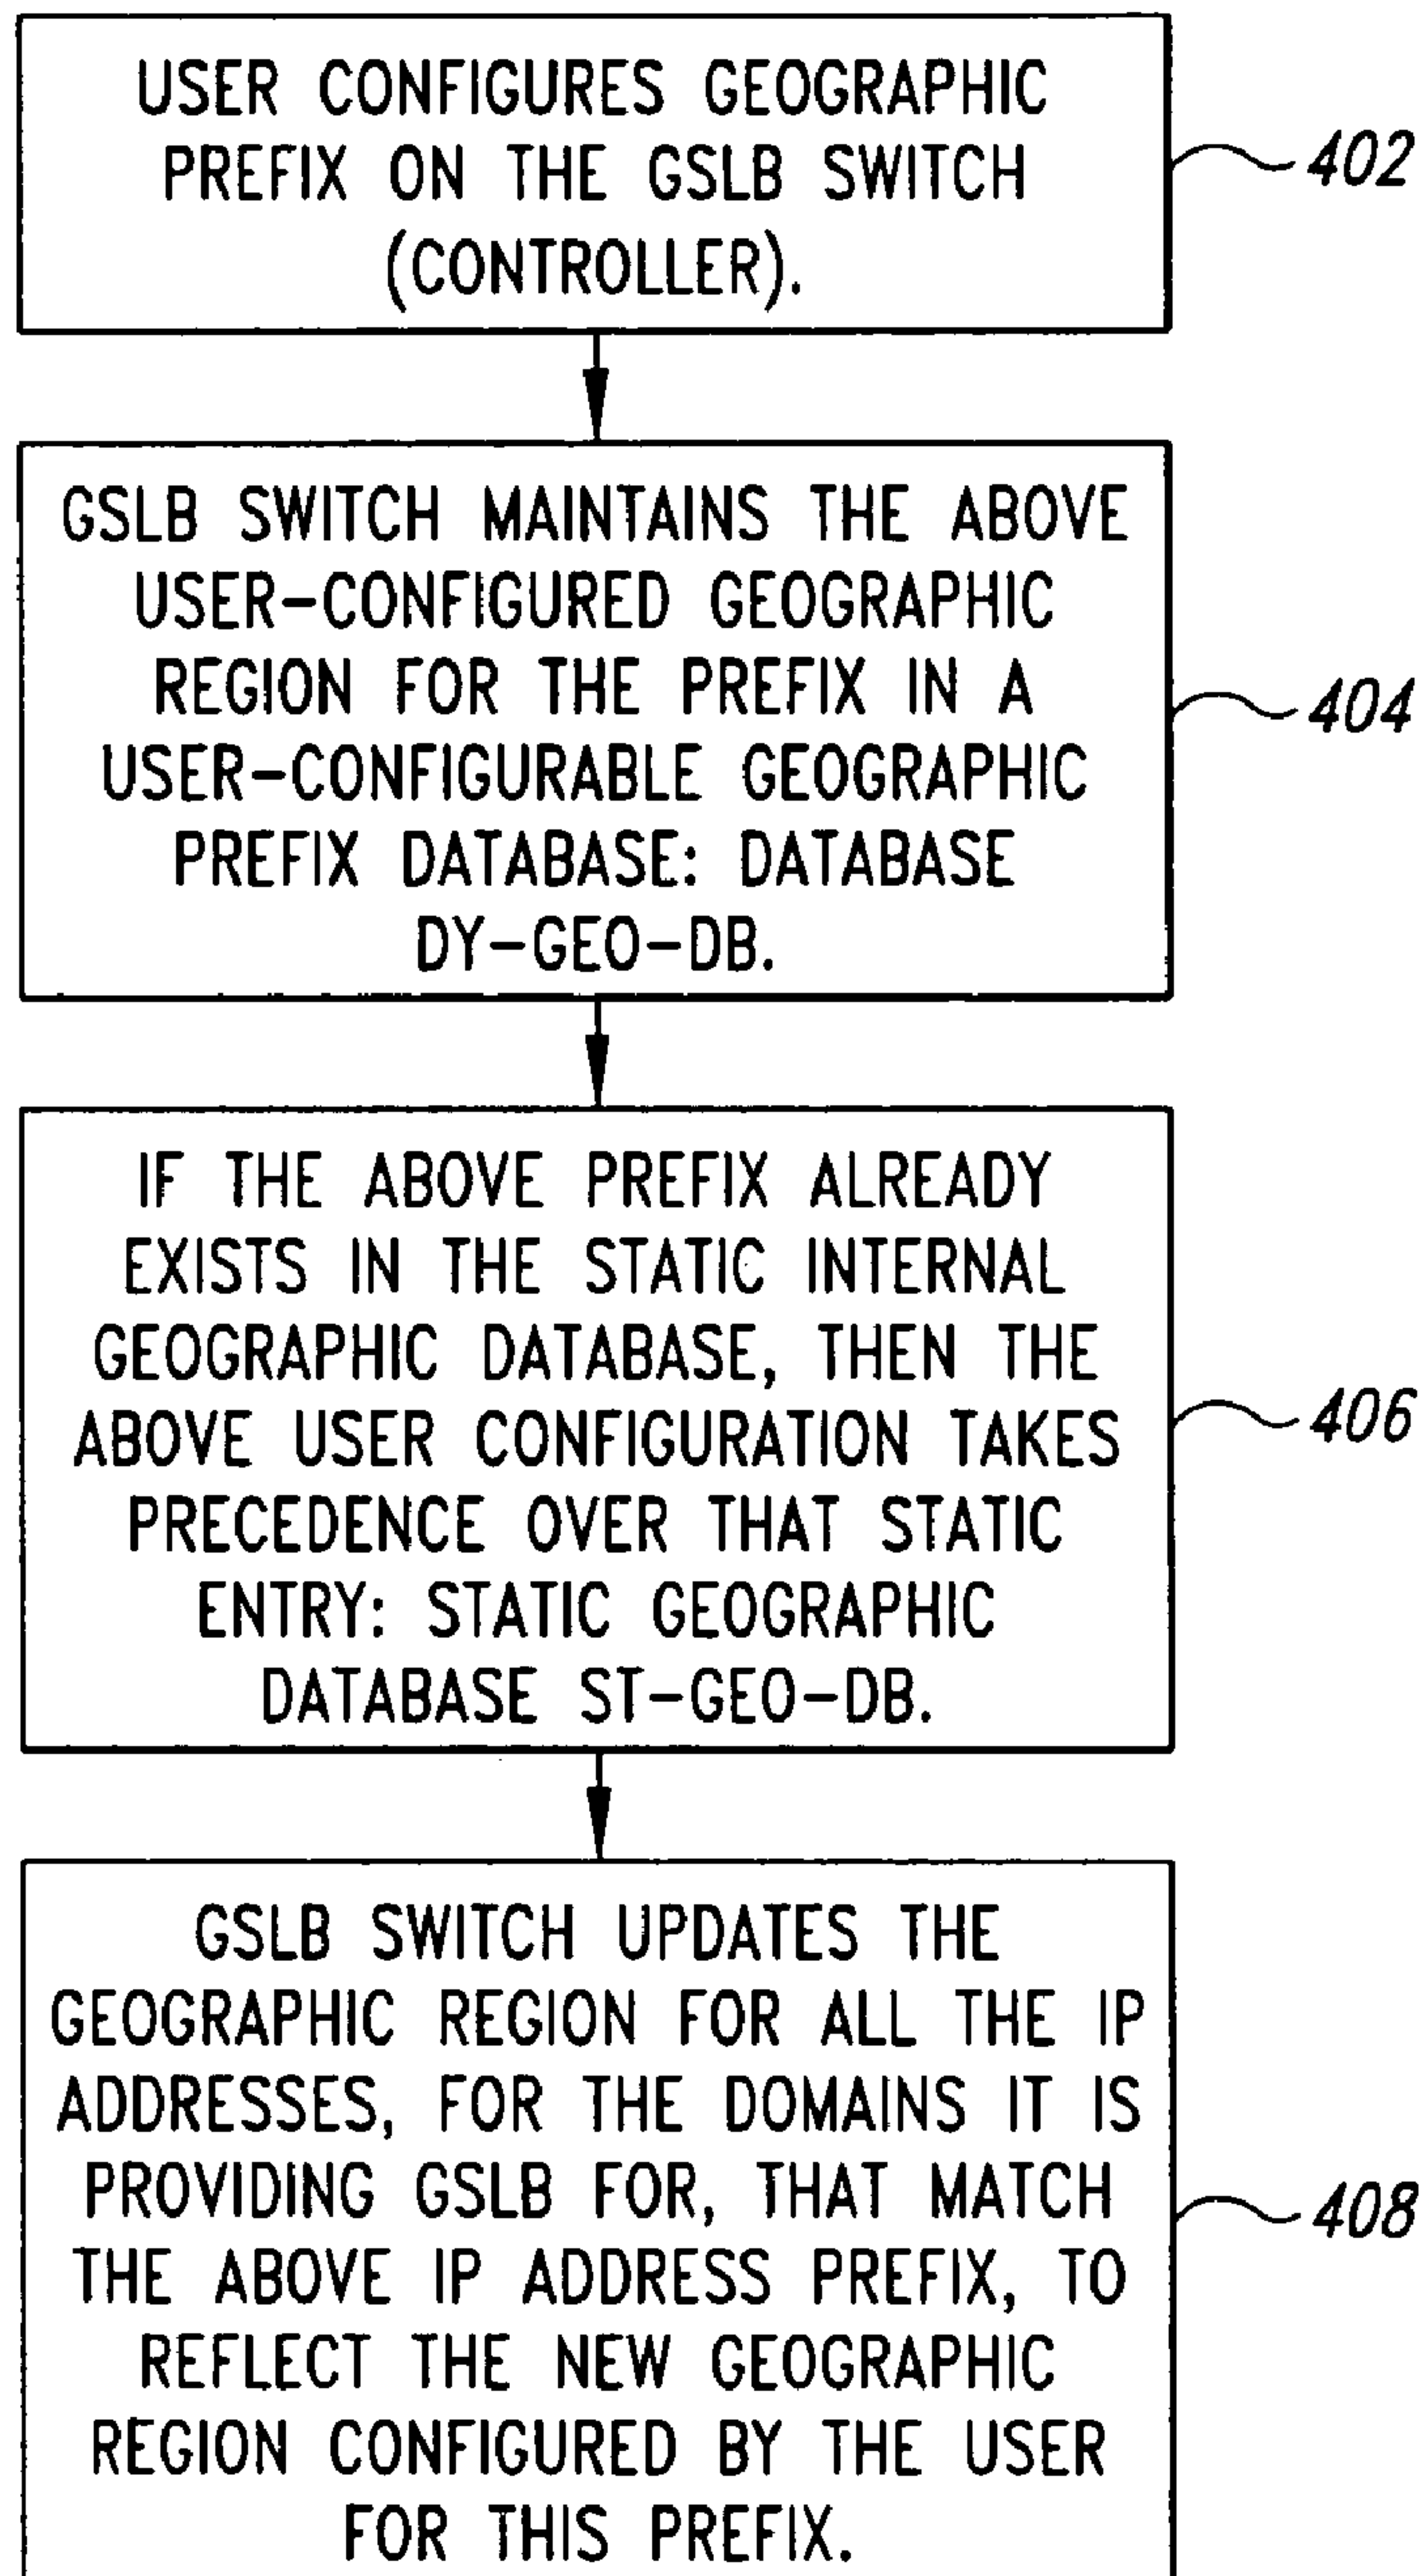 USER CONFIGURES GEOGRAPHIC
PREFIX ON THE GSLB SWITCH
(CONTROLLER).
402
GSLB SWITCH MAINTAINS THE ABOVE
USER-CONFIGURED GEOGRAPHIC
REGION FOR THE PREFIX IN A
USER-CONFIGURABLE GEOGRAPHIC
PREFIX DATABASE: DATABASE
DY-GEO-DB.
404
IF THE ABOVE PREFIX ALREADY
EXISTS IN THE STATIC INTERNAL
GEOGRAPHIC DATABASE, THEN THE
ABOVE USER CONFIGURATION TAKES
PRECEDENCE OVER THAT STATIC
ENTRY: STATIC GEOGRAPHIC
DATABASE ST-GEO-DB.
406
GSLB SWITCH UPDATES THE
GEOGRAPHIC REGION FOR ALL THE IP
ADDRESSES, FOR THE DOMAINS IT IS
PROVIDING GSLB FOR, THAT MATCH
THE ABOVE IP ADDRESS PREFIX, TO
REFLECT THE NEW GEOGRAPHIC
REGION CONFIGURED BY THE USER
FOR THIS PREFIX.
408